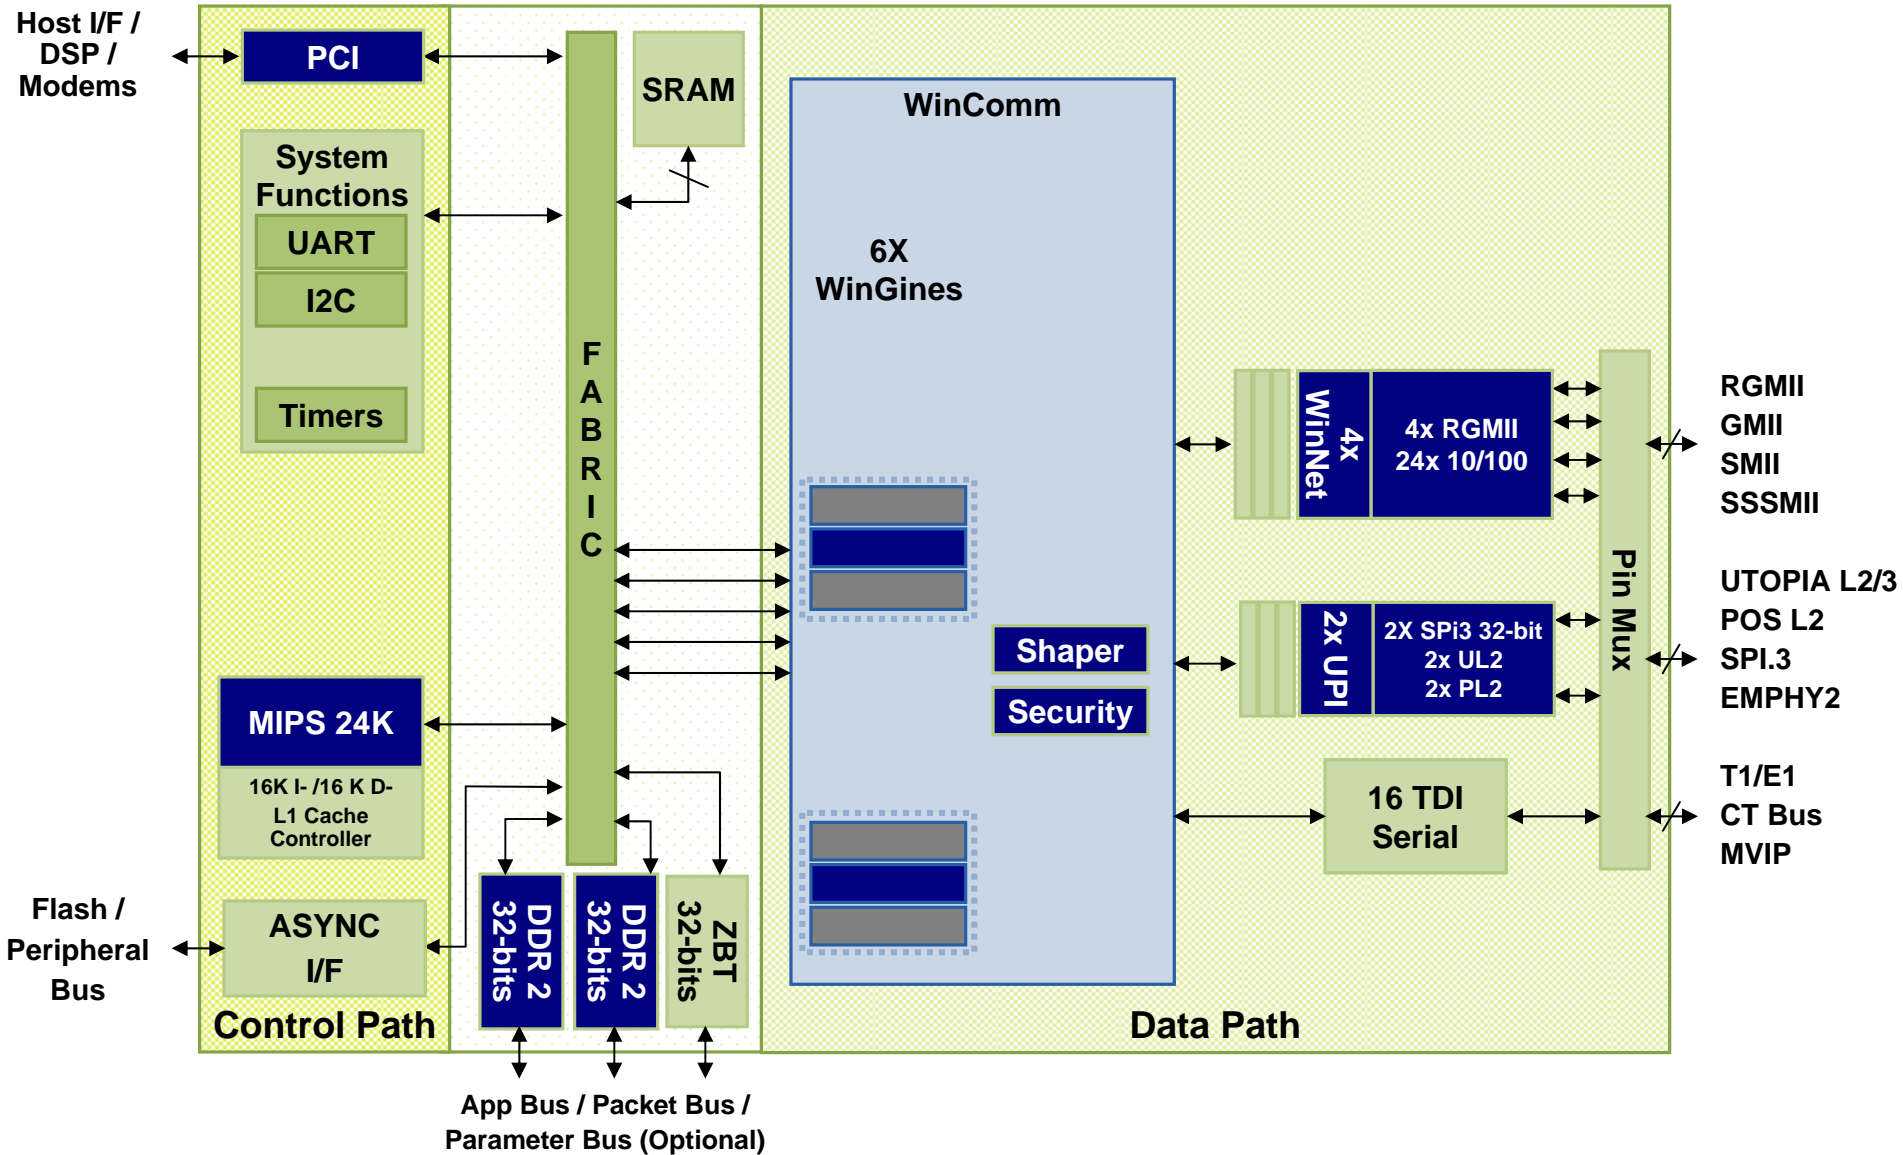 Host I/F /
DSP /
Modems
PCI
System
Functions
UART
I2C
Timers
MIPS 24K
16K I- /16 K D-
L1 Cache
Controller
Flash /
Peripheral
Bus
ASYNC
I/F
Control Path
F
A
B
R
I
C
SRAM
DDR 2
32-bits
DDR 2
32-bits
ZBT
32-bits
App Bus / Packet Bus /
Parameter Bus (Optional)
WinComm
6X
WinGines
Shaper
Security
4x
WinNet
4x RGMII
24x 10/100
2x UPI
2X SPi3 32-bit
2x UL2
2x PL2
16 TDI
Serial
Pin Mux
Data Path
RGMII
GMII
SMII
SSSMII
UTOPIA L2/3
POS L2
SPI.3
EMPHY2
T1/E1
CT Bus
MVIP